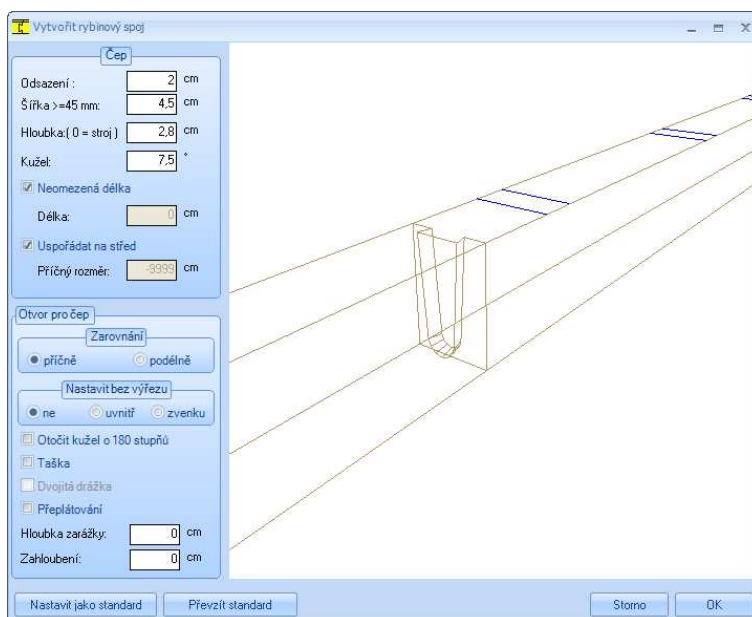 Vytvořit rybinový spoj
Čep
Odsazení : 2 cm
Šířka >=45 mm: 4,5 cm
Hloubka:( 0 = stroj ) 2,8 cm
Kužel: 7,5 °
Neomezená délka
Délka: 0 cm
Uspořádat na střed
Příčný rozměr: -9999 cm
Otvor pro čep
Zarovnání
příčně podélně
Nastavit bez výřezu
ne uvnitř zvenku
Otočit kužel o 180 stupňů
Taška
Dvojitá drážka
Přeplátování
Hloubka zarážky: 0 cm
Zahloubení: 0 cm
Nastavit jako standard Převzít standard Storno OK